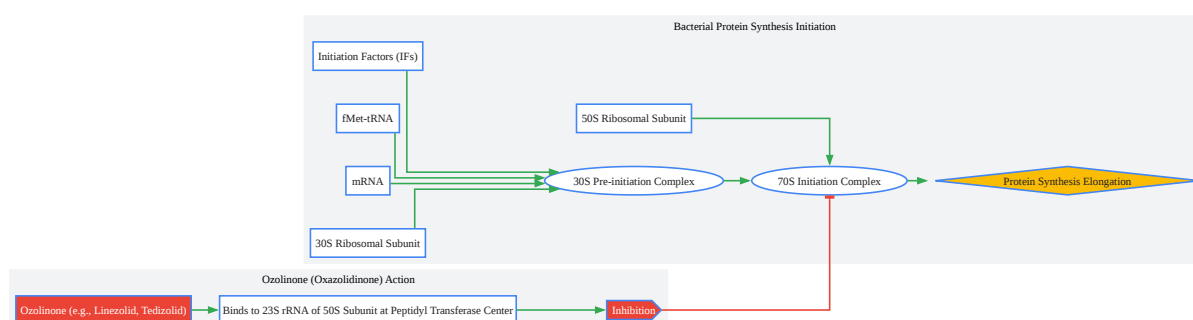 Bacterial Protein Synthesis Initiation
Initiation Factors (IFs)
fMet-tRNA
50S Ribosomal Subunit
mRNA
30S Pre-initiation Complex
70S Initiation Complex
Protein Synthesis Elongation
30S Ribosomal Subunit
Ozolinone (Oxazolidinone) Action
Ozolinone (e.g., Linezolid, Tedizolid)
Binds to 23S rRNA of 50S Subunit at Peptidyl Transferase Center
Inhibition